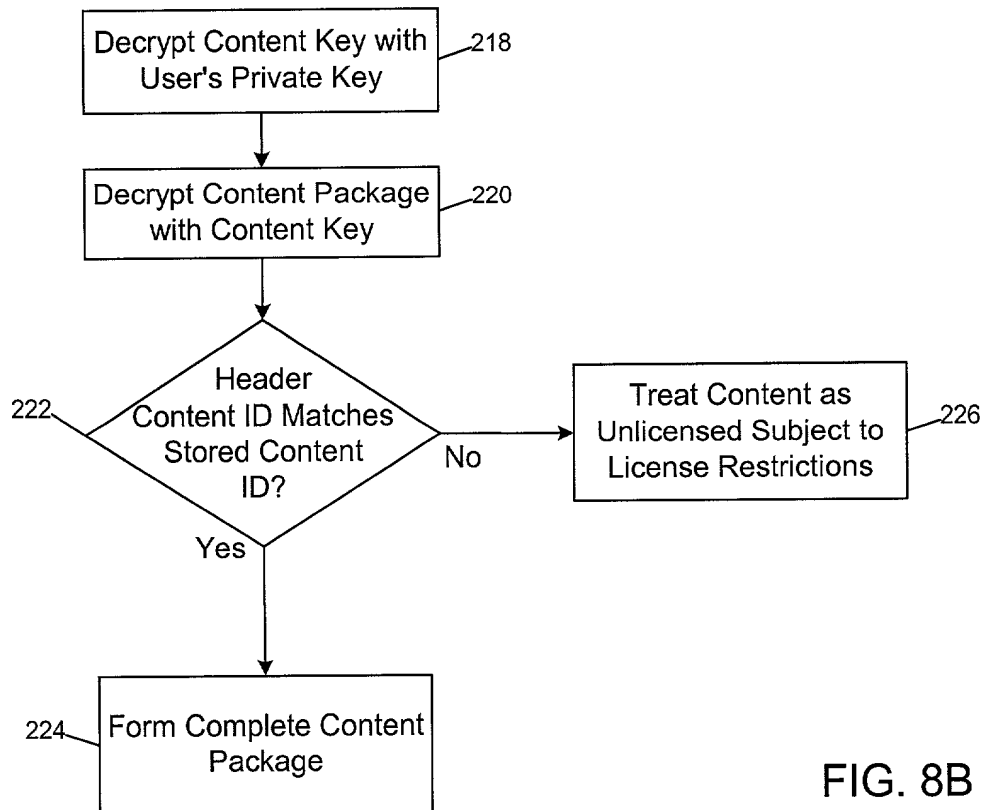 Decrypt Content Key with
User's Private Key
218
Decrypt Content Package
with Content Key
220
Header
Content ID Matches
Stored Content
ID?
222
No
Treat Content as
Unlicensed Subject to
License Restrictions
226
Yes
Form Complete Content
Package
224
FIG. 8B